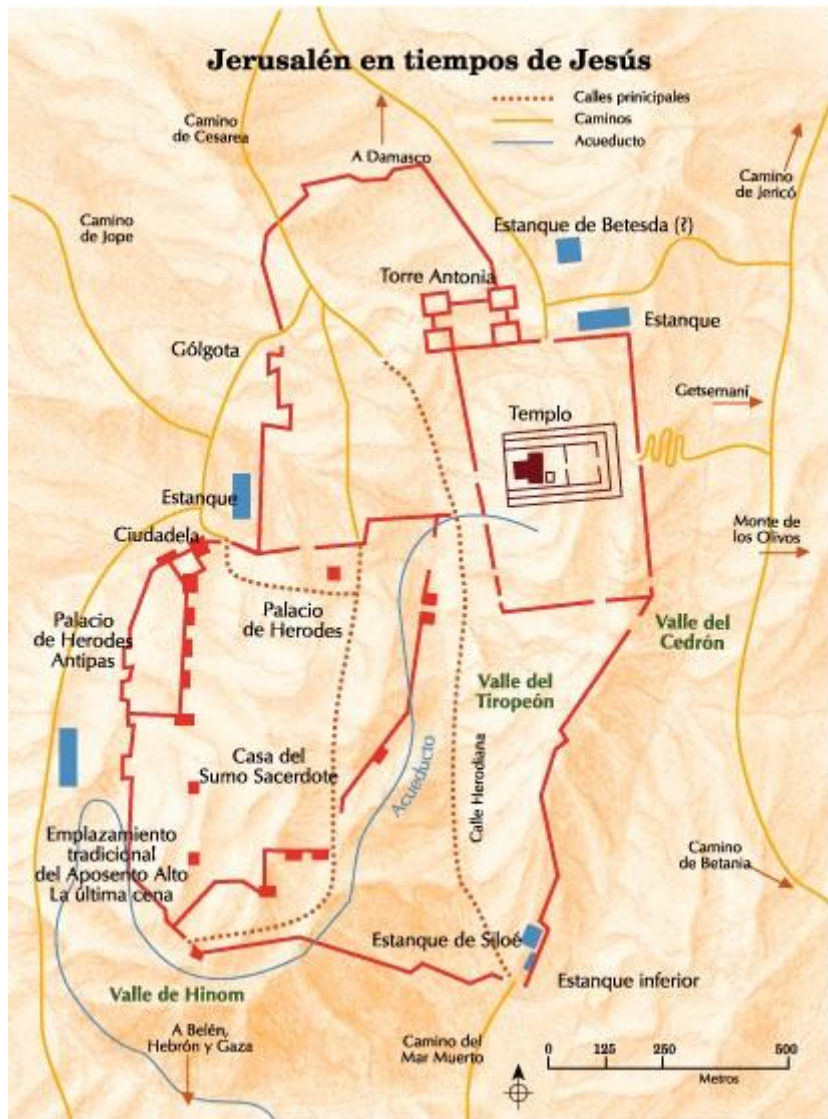 Jerusalén en tiempos de Jesús
Calles prinicipales
Caminos
Acueducto
Camino
de Cesarea
A Damasco
Camino
de Jericó
Camino
de Jope
Estanque de Betesda (?)
Torre Antonia
Estanque
Gólgota
Getsemaní
Templo
Estanque
Ciudadela
Monte de
los Olivos
Palacio
de Herodes
Palacio
de Herodes
Antipas
Valle del
Cedrón
Valle del
Tiropeón
Casa del
Sumo Sacerdote
Acueducto
Calle Herodiana
Emplazamiento
tradicional
del Aposento Alto
La última cena
Camino
de Betania
Estanque de Siloé
Estanque inferior
Valle de Hinom
A Belén,
Hebrón y Gaza
Camino del
Mar Muerto
0 125 250 500
Metros